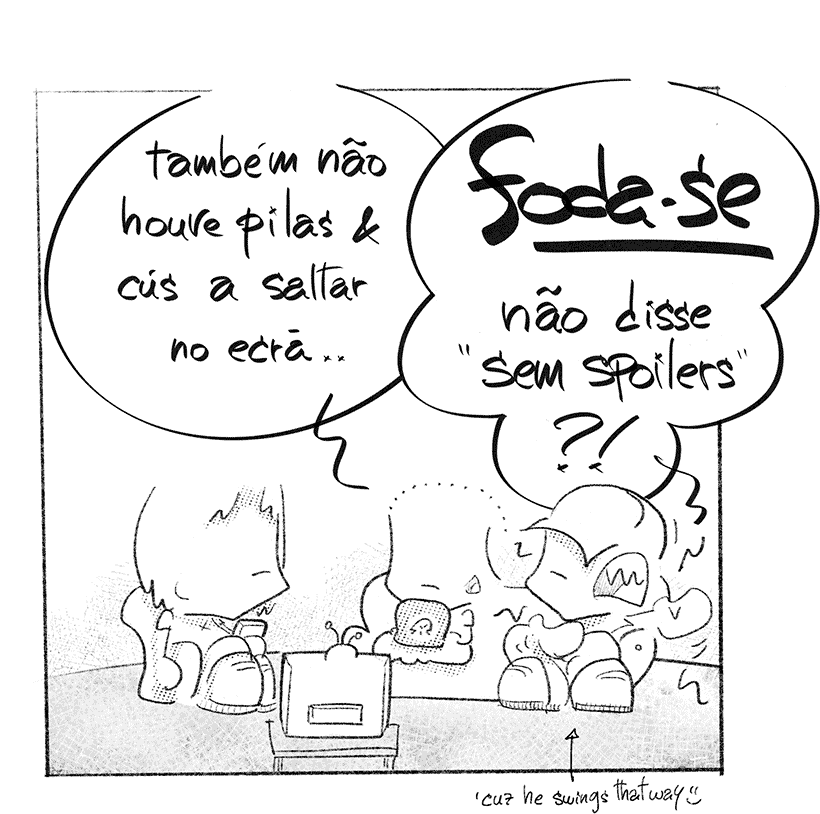 também não
houve pilas &
cús a saltar
no ecrã..
foda-se
não disse
"sem spoilers"
?!
'cuz he swings that way